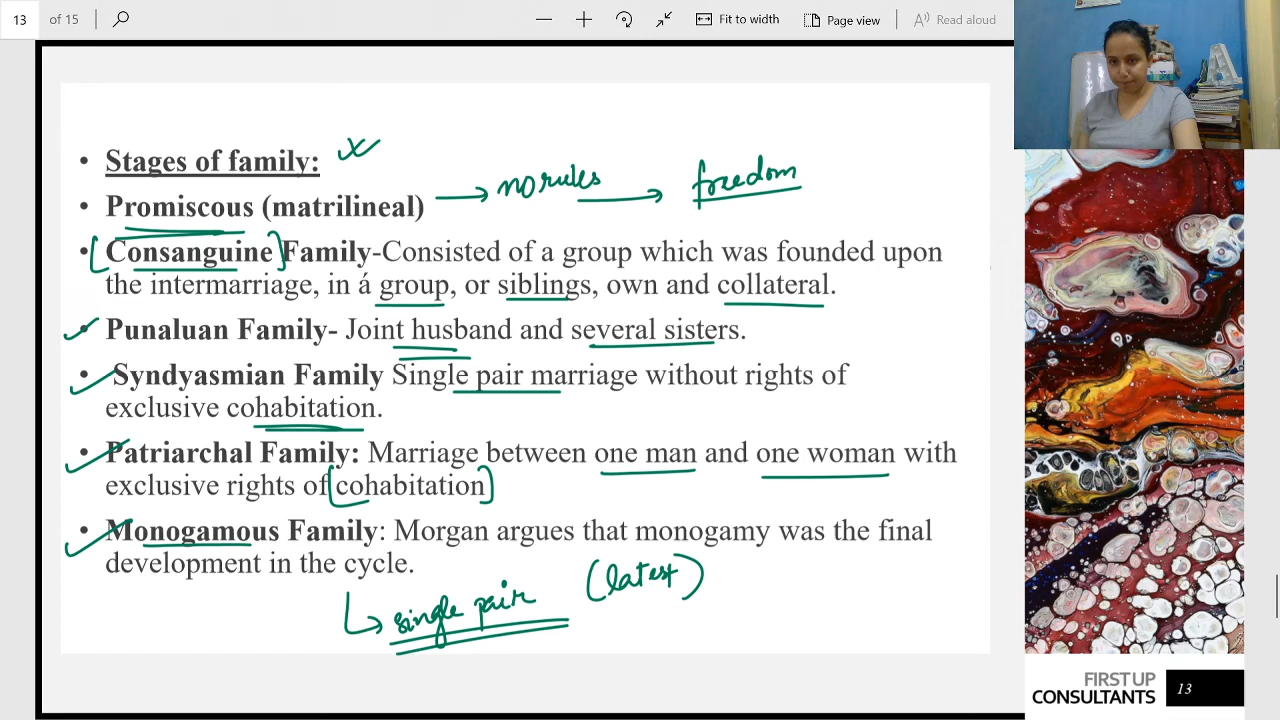 13 of 15
Fit to width
Page view
Read aloud
• Stages of family:
• Promiscous (matrilineal) → no rules → freedom
• [Consanguine] Family-Consisted of a group which was founded upon
the intermarriage, in á group, or siblings, own and collateral.
• Punaluan Family- Joint husband and several sisters.
• Syndyasmian Family Single pair marriage without rights of
exclusive cohabitation.
• Patriarchal Family: Marriage between one man and one woman with
exclusive rights of [cohabitation]
• Monogamous Family: Morgan argues that monogamy was the final
development in the cycle.
↳ single pair (latest)
FIRST UP
CONSULTANTS
13